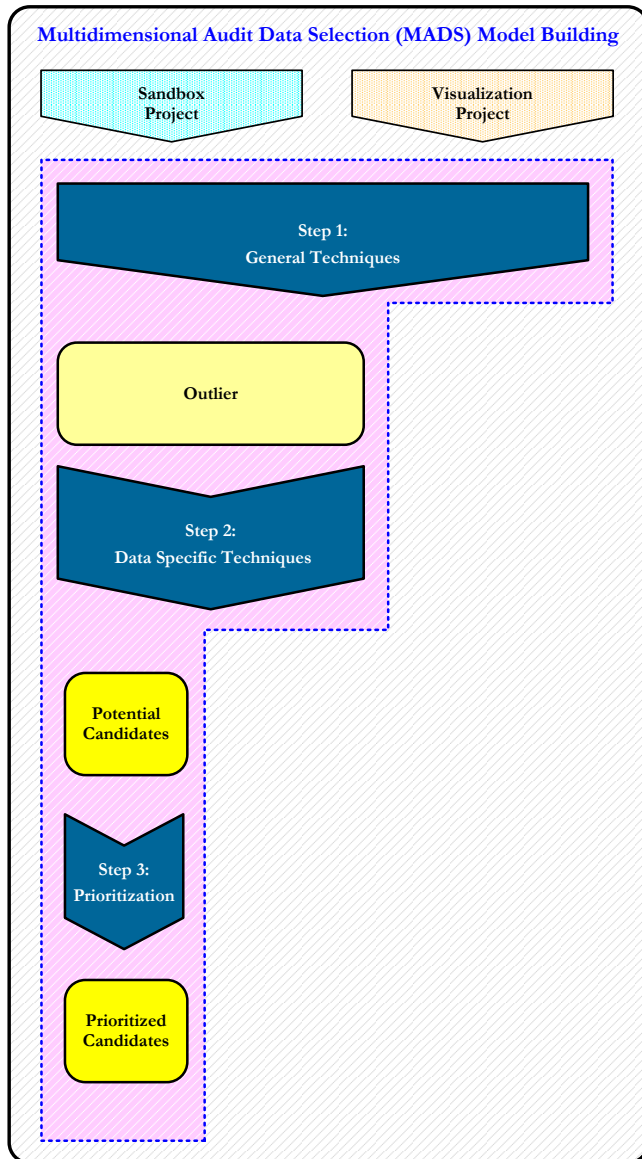 Multidimensional Audit Data Selection (MADS) Model Building
Sandbox
Project
Visualization
Project
Step 1:
General Techniques
Outlier
Step 2:
Data Specific Techniques
Potential
Candidates
Step 3:
Prioritization
Prioritized
Candidates